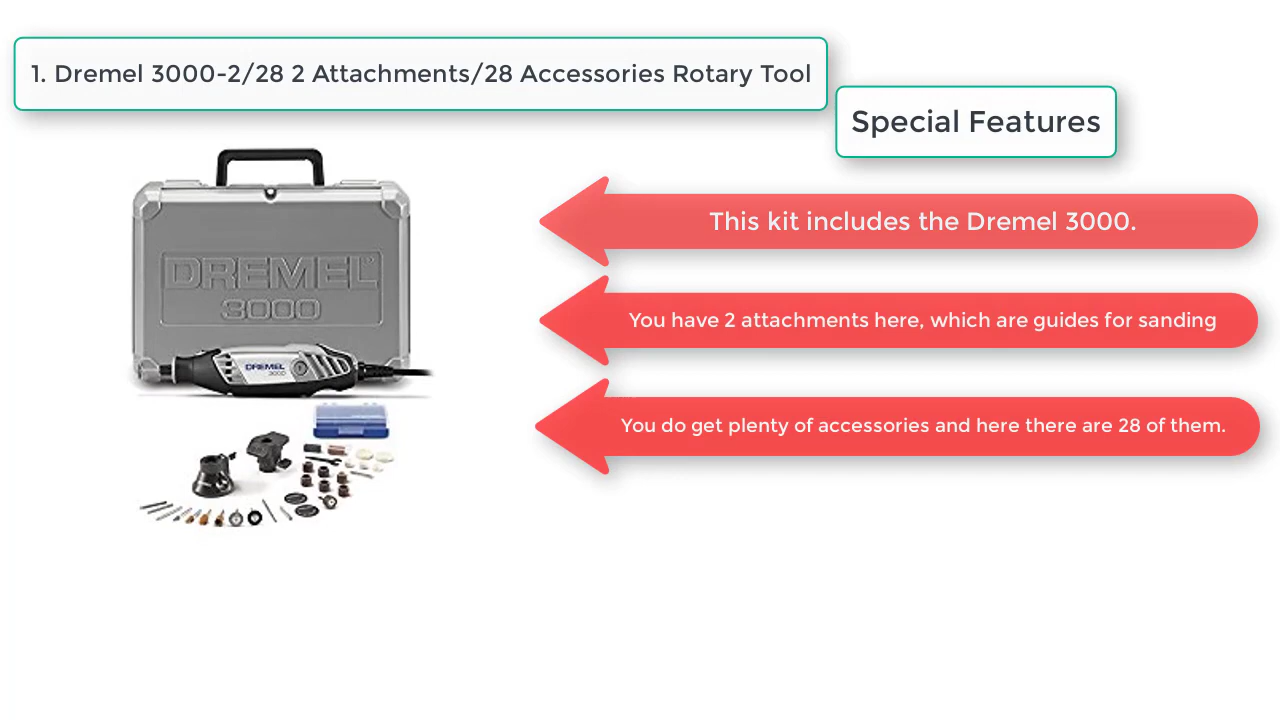 1. Dremel 3000-2/28 2 Attachments/28 Accessories Rotary Tool
Special Features
DREMEL
3000
DREMEL
3000
This kit includes the Dremel 3000.
You have 2 attachments here, which are guides for sanding
You do get plenty of accessories and here there are 28 of them.